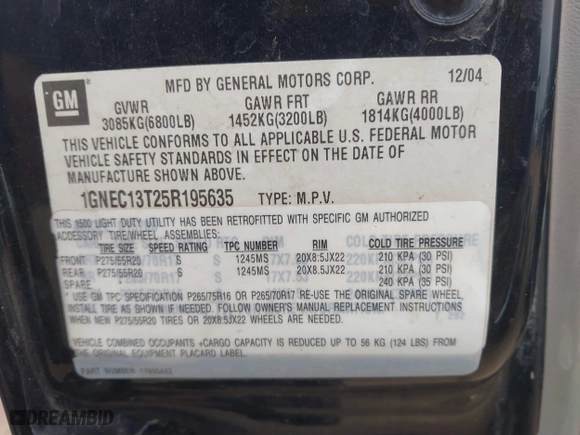 GM
MFD BY GENERAL MOTORS CORP. 12/04
GVWR GAWR FRT GAWR RR
3085KG(6800LB) 1452KG(3200LB) 1814KG(4000LB)
THIS VEHICLE CONFORMS TO ALL APPLICABLE U.S. FEDERAL MOTOR
VEHICLE SAFETY STANDARDS IN EFFECT ON THE DATE OF
MANUFACTURE SHOWN ABOVE.
1GNEC13T25R195635 TYPE: M.P.V.
THIS 1500 LIGHT DUTY UTILITY HAS BEEN RETROFITTED WITH SPECIFIC GM AUTHORIZED
ACCESSORY TIRE/WHEEL ASSEMBLIES:
TIRE SIZE SPEED RATING TPC NUMBER RIM COLD TIRE PRESSURE
FRONT P275/55R20 S 1245MS 20X8.5JX22 210 KPA (30 PSI)
REAR P275/55R20 S 1245MS 20X8.5JX22 210 KPA (30 PSI)
SPARE * 240 KPA (35 PSI)
* USE GM TPC SPECIFICATION P265/75R16 OR P265/70R17 RE-USE THE ORIGINAL SPARE WHEEL,
INSTALL TIRE AS SHOWN IF NEEDED. FOLLOW OWNER'S MANUAL REPLACEMENT INSTRUCTIONS
WHEN NEW P275/55R20 TIRES OR 20X8.5JX22 WHEELS ARE NEEDED.
VEHICLE COMBINED OCCUPANTS +CARGO CAPACITY IS REDUCED UP TO 56 KG (124 LBS) FROM
THE ORIGINAL EQUIPMENT PLACARD LABEL.
PART NUMBER
DREAMBID